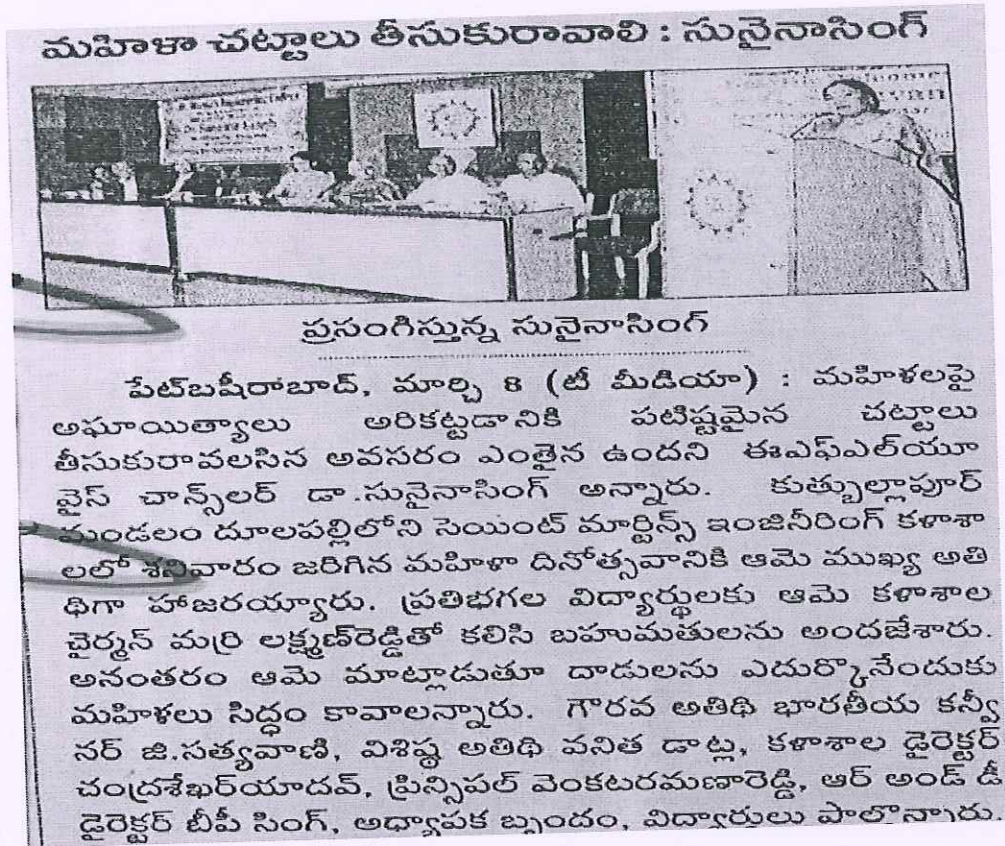 మహిళా చట్టాలు తీసుకురావాలి : సునైనాసింగ్
ప్రసంగిస్తున్న సునైనాసింగ్
పేట్‌బషీరాబాద్, మార్చి 8 (టీ మీడియా) : మహిళలపై
అఘాయిత్యాలు అరికట్టడానికి పటిష్టమైన చట్టాలు
తీసుకురావలసిన అవసరం ఎంతైన ఉందని ఈఎఫ్ఎల్‌యూ
వైస్ చాన్స్‌లర్ డా.సునైనాసింగ్ అన్నారు. కుత్బుల్లాపూర్
మండలం దూలపల్లిలోని సెయింట్ మార్టిన్స్ ఇంజినీరింగ్ కళాశా
లలో శనివారం జరిగిన మహిళా దినోత్సవానికి ఆమె ముఖ్య అతి
థిగా హాజరయ్యారు. ప్రతిభగల విద్యార్థులకు ఆమె కళాశాల
చైర్మన్ మర్రి లక్ష్మణ్‌రెడ్డితో కలిసి బహుమతులను అందజేశారు.
అనంతరం ఆమె మాట్లాడుతూ దాడులను ఎదుర్కొనేందుకు
మహిళలు సిద్ధం కావాలన్నారు. గౌరవ అతిథి భారతీయ కన్వీ
నర్ జి.సత్యవాణి, విశిష్ఠ అతిథి వనిత డాట్ల, కళాశాల డైరెక్టర్
చంద్రశేఖర్‌యాదవ్, ప్రిన్సిపల్ వెంకటరమణారెడ్డి, ఆర్ అండ్ డీ
డైరెక్టర్ బీపీ సింగ్, అధ్యాపక బృందం, విద్యార్థులు పాల్గొన్నారు.